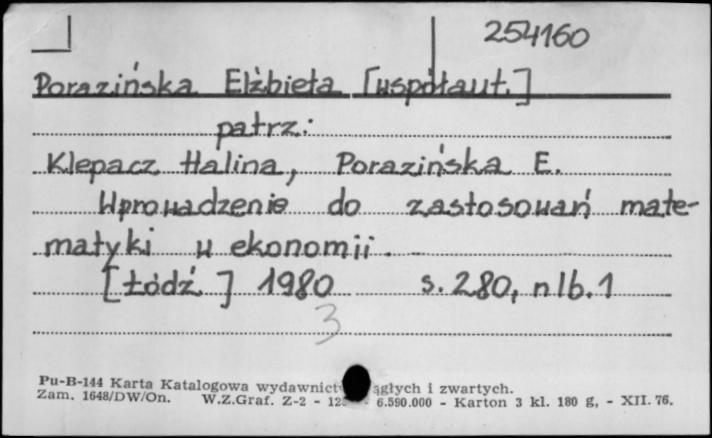 254160
Porazińska Elżbieta [współaut.]
patrz:
Klepacz Halina, Porazińska E.
Wprowadzenie do zastosowań mate-
matyki w ekonomii.
[Łódź] 1980 s. 280, nlb. 1
3
Pu-B-144 Karta Katalogowa ągłych i zwartych.
Zam. 1648/DW/On. W.Z.Graf. Z-2 - 6.590.000 - Karton 3 kl. 180 g, - XII. 76.